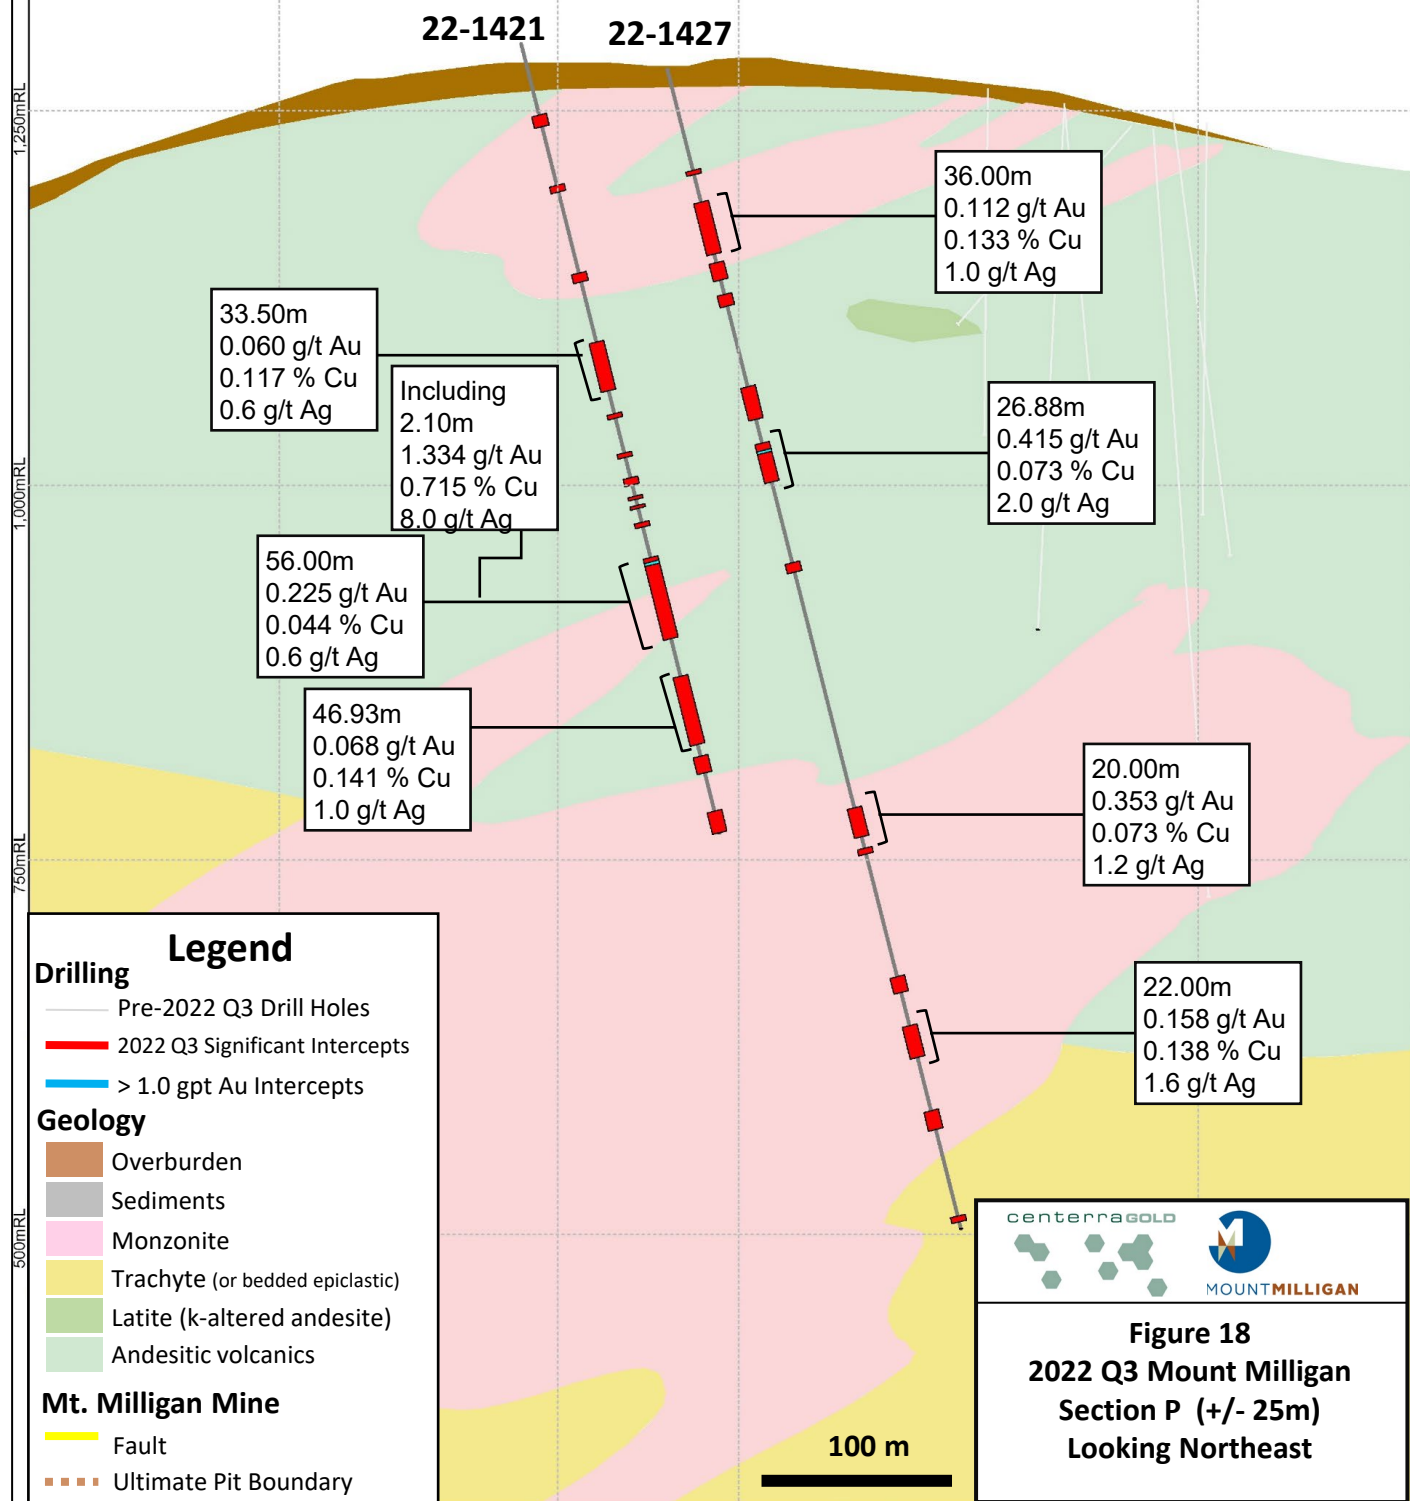 22-1421
22-1427
1,250mRL
1,000mRL
750mRL
500mRL
36.00m
0.112 g/t Au
0.133 % Cu
1.0 g/t Ag
33.50m
0.060 g/t Au
0.117 % Cu
0.6 g/t Ag
Including
2.10m
1.334 g/t Au
0.715 % Cu
8.0 g/t Ag
26.88m
0.415 g/t Au
0.073 % Cu
2.0 g/t Ag
56.00m
0.225 g/t Au
0.044 % Cu
0.6 g/t Ag
46.93m
0.068 g/t Au
0.141 % Cu
1.0 g/t Ag
20.00m
0.353 g/t Au
0.073 % Cu
1.2 g/t Ag
22.00m
0.158 g/t Au
0.138 % Cu
1.6 g/t Ag
Legend
Drilling
Pre-2022 Q3 Drill Holes
2022 Q3 Significant Intercepts
> 1.0 gpt Au Intercepts
Geology
Overburden
Sediments
Monzonite
Trachyte (or bedded epiclastic)
Latite (k-altered andesite)
Andesitic volcanics
Mt. Milligan Mine
Fault
Ultimate Pit Boundary
100 m
centerraGOLD
MOUNTMILLIGAN
Figure 18
2022 Q3 Mount Milligan
Section P (+/- 25m)
Looking Northeast